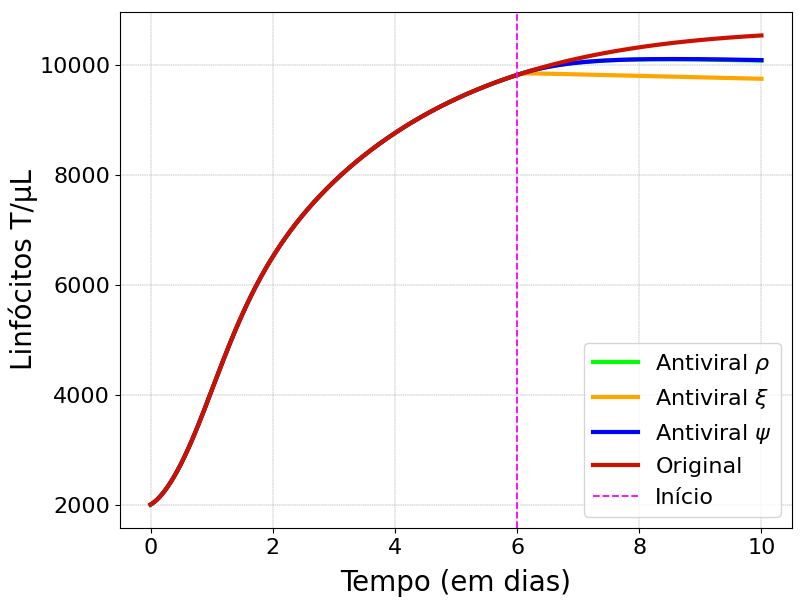 Linfócitos T/μL
10000
8000
6000
4000
2000
0 2 4 6 8 10
Tempo (em dias)
Antiviral ρ
Antiviral ξ
Antiviral ψ
Original
Início